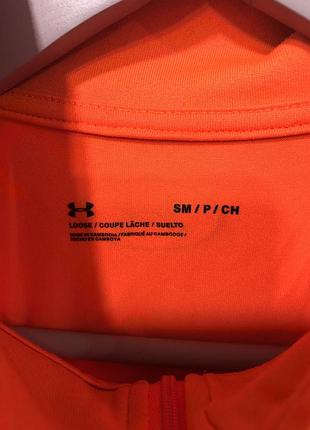 SM / P / CH
LOOSE / COUPE LÂCHE / SUELTO
MADE IN CAMBODIA / FABRIQUÉ AU CAMBODGE /
HECHO EN CAMBOYA